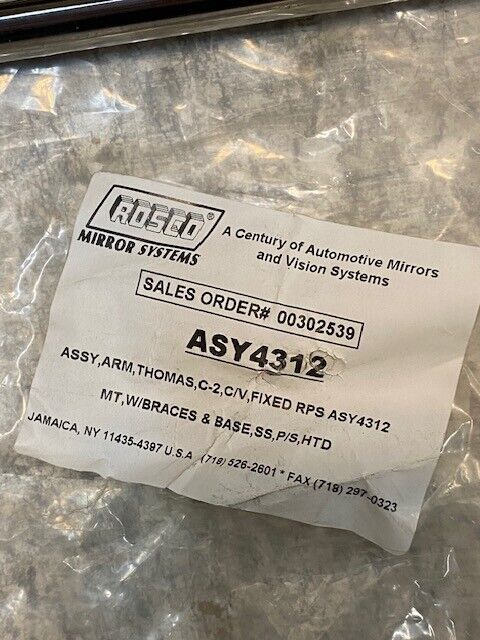 ROSCO®
MIRROR SYSTEMS
A Century of Automotive Mirrors
and Vision Systems
SALES ORDER# 00302539
ASY4312
ASSY,ARM,THOMAS,C-2,C/V,FIXED RPS ASY4312
MT,W/BRACES & BASE,SS,P/S,HTD
JAMAICA, NY 11435-4397 U.S.A (718) 526-2601 * FAX (718) 297-0323